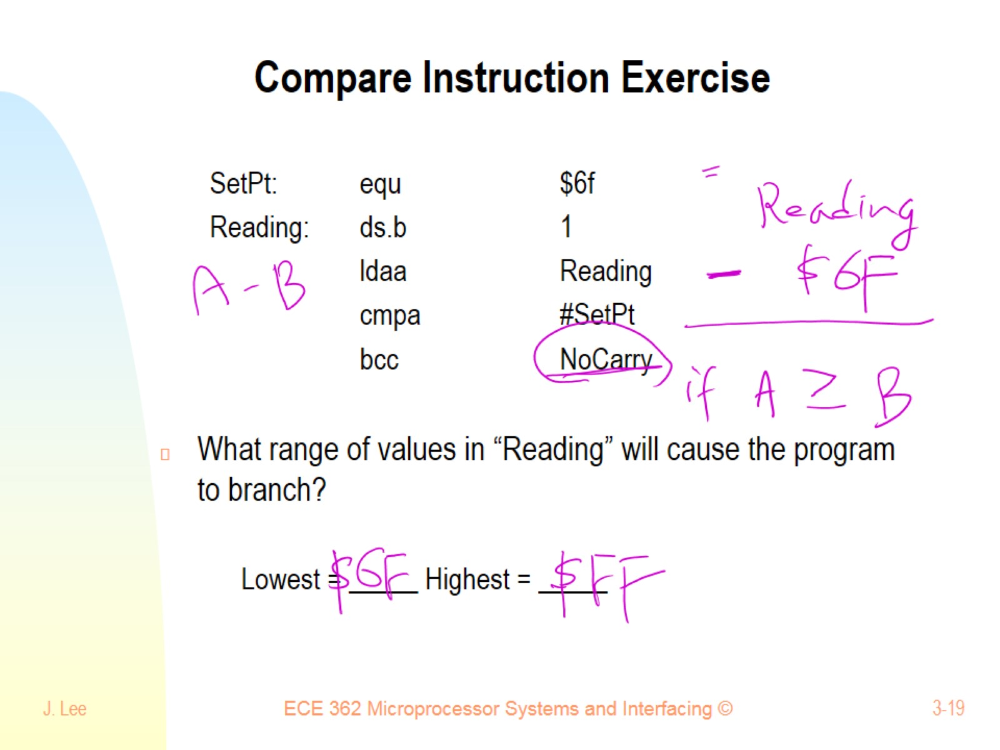 Compare Instruction Exercise
SetPt: equ $6f =
Reading: ds.b 1 Reading
A - B ldaa Reading - $6F
cmpa #SetPt
bcc NoCarry if A ≥ B
What range of values in “Reading” will cause the program
to branch?
Lowest = $6F Highest = $FF
J. Lee ECE 362 Microprocessor Systems and Interfacing © 3-19